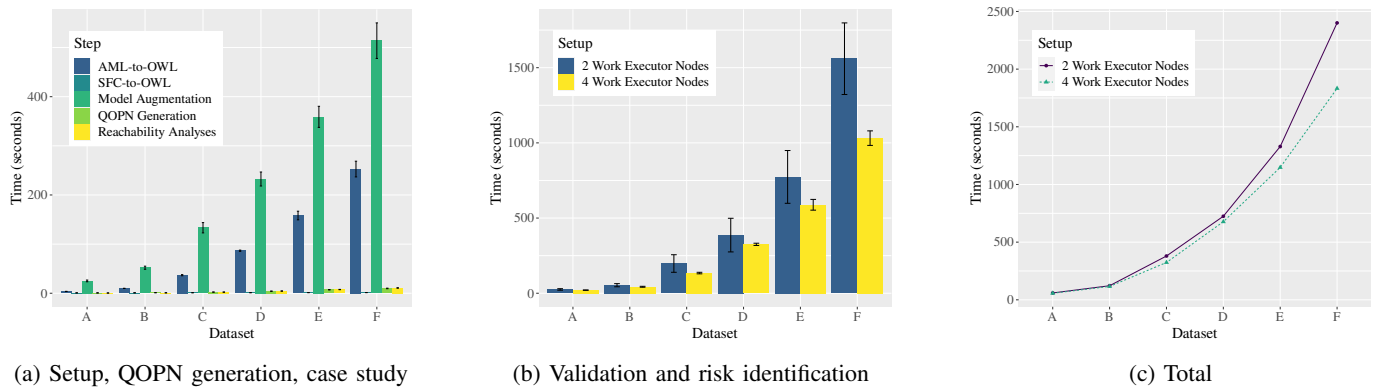 Step
AML-to-OWL
SFC-to-OWL
Model Augmentation
QOPN Generation
Reachability Analyses
Time (seconds)
400
200
0
A B C D E F
Dataset
(a) Setup, QOPN generation, case study
Setup
2 Work Executor Nodes
4 Work Executor Nodes
Time (seconds)
1500
1000
500
0
A B C D E F
Dataset
(b) Validation and risk identification
Setup
2 Work Executor Nodes
4 Work Executor Nodes
Time (seconds)
2500
2000
1500
1000
500
0
A B C D E F
Dataset
(c) Total